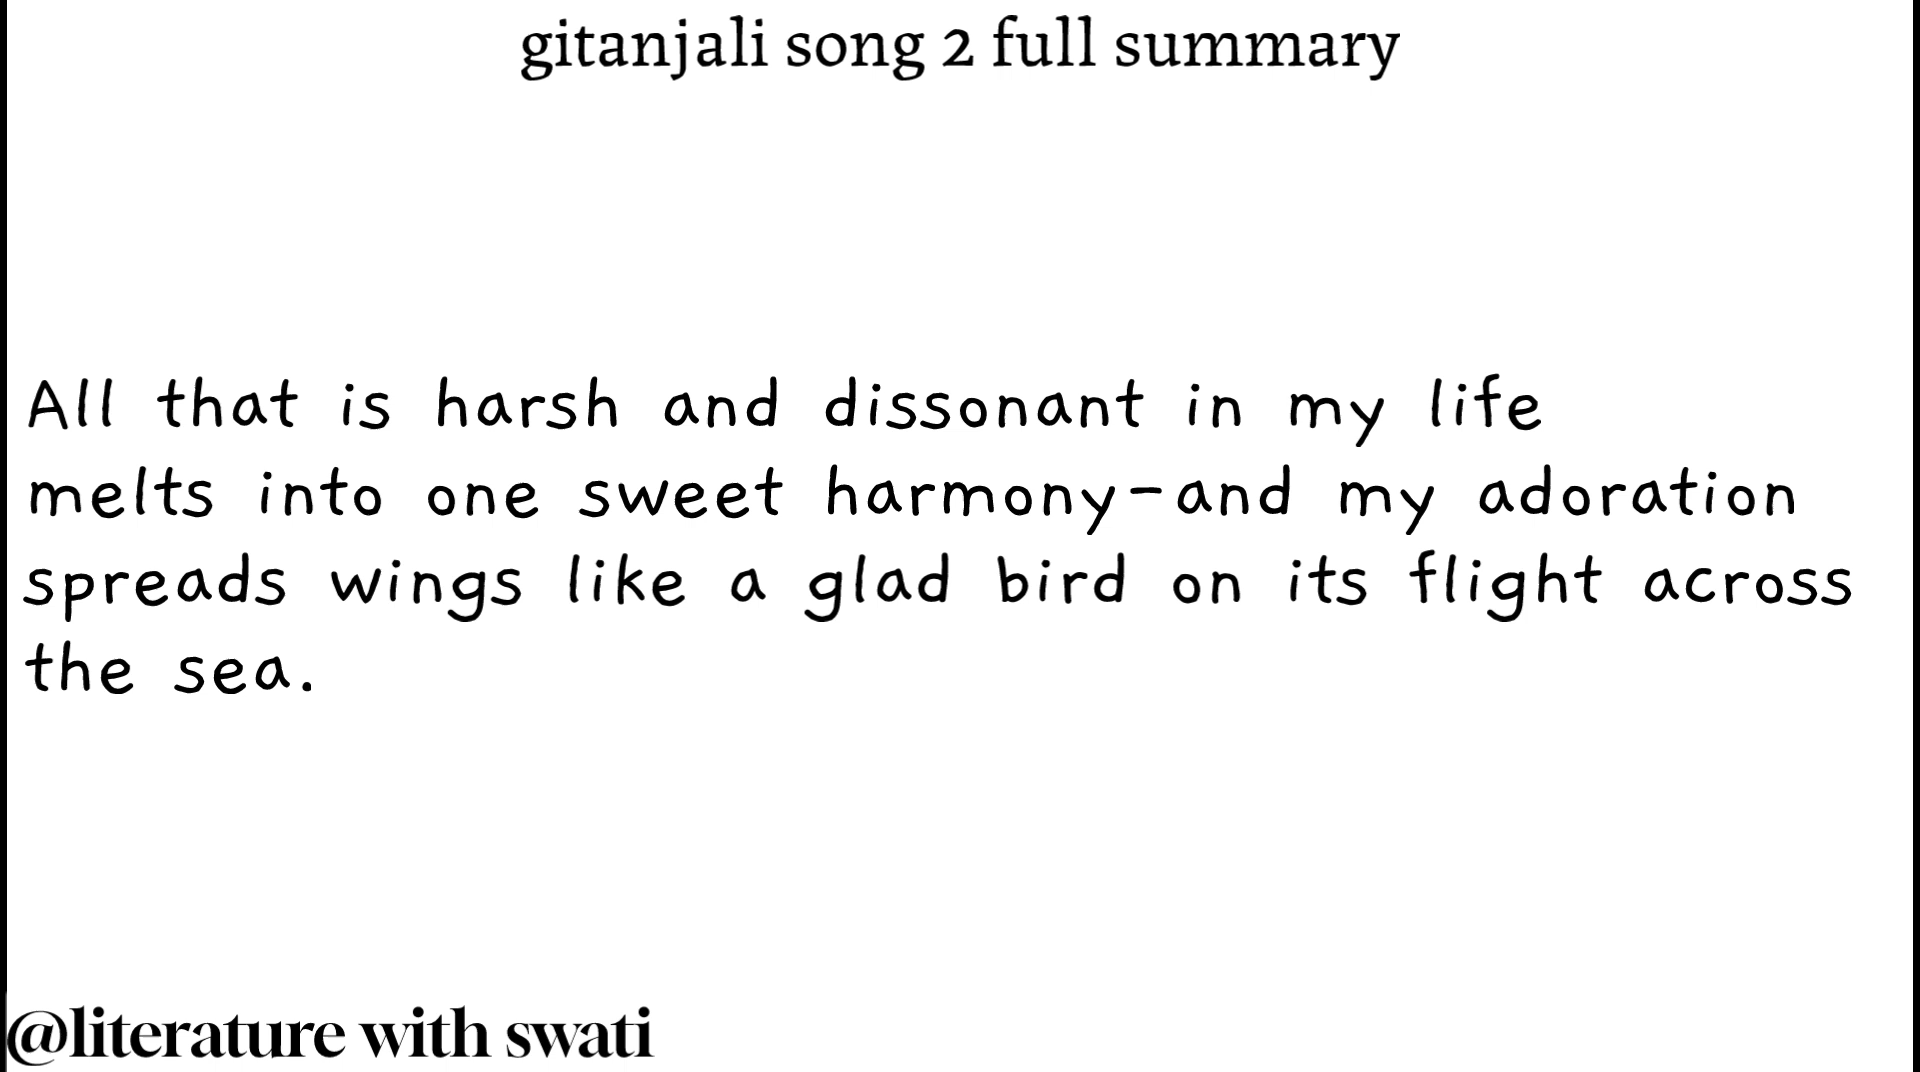 gitanjali song 2 full summary
All that is harsh and dissonant in my life
melts into one sweet harmony-and my adoration
spreads wings like a glad bird on its flight across
the sea.
@literature with swati